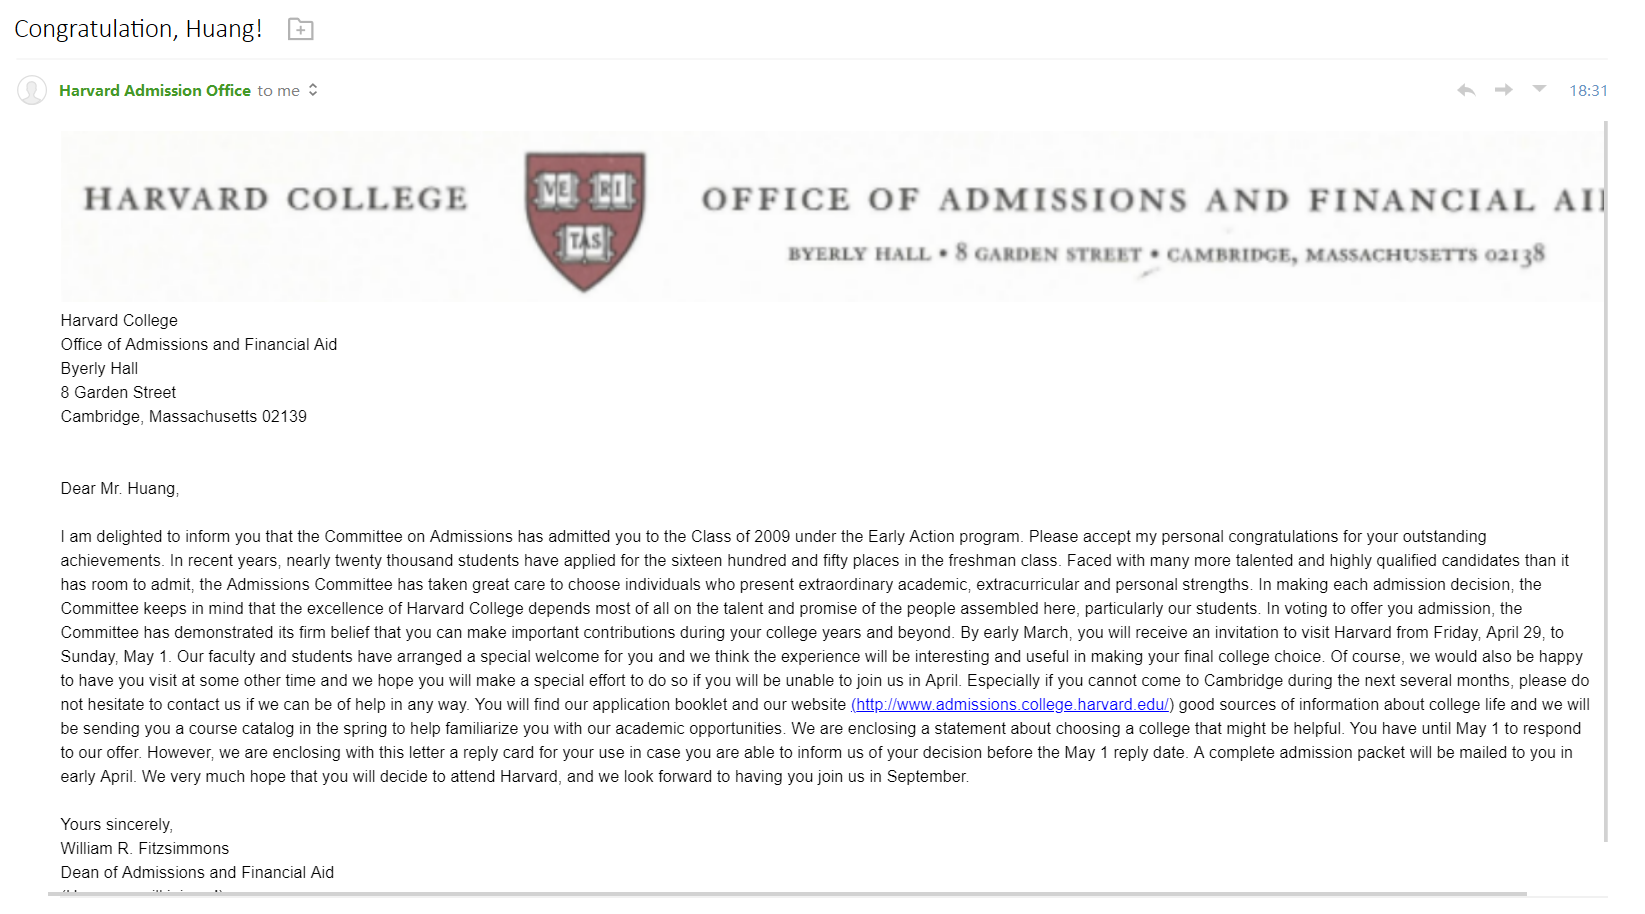 Congratulation, Huang!
Harvard Admission Office to me
18:31
HARVARD COLLEGE
VE RI TAS
OFFICE OF ADMISSIONS AND FINANCIAL AI
BYERLY HALL • 8 GARDEN STREET • CAMBRIDGE, MASSACHUSETTS 02138
Harvard College
Office of Admissions and Financial Aid
Byerly Hall
8 Garden Street
Cambridge, Massachusetts 02139
Dear Mr. Huang,
I am delighted to inform you that the Committee on Admissions has admitted you to the Class of 2009 under the Early Action program. Please accept my personal congratulations for your outstanding
achievements. In recent years, nearly twenty thousand students have applied for the sixteen hundred and fifty places in the freshman class. Faced with many more talented and highly qualified candidates than it
has room to admit, the Admissions Committee has taken great care to choose individuals who present extraordinary academic, extracurricular and personal strengths. In making each admission decision, the
Committee keeps in mind that the excellence of Harvard College depends most of all on the talent and promise of the people assembled here, particularly our students. In voting to offer you admission, the
Committee has demonstrated its firm belief that you can make important contributions during your college years and beyond. By early March, you will receive an invitation to visit Harvard from Friday, April 29, to
Sunday, May 1. Our faculty and students have arranged a special welcome for you and we think the experience will be interesting and useful in making your final college choice. Of course, we would also be happy
to have you visit at some other time and we hope you will make a special effort to do so if you will be unable to join us in April. Especially if you cannot come to Cambridge during the next several months, please do
not hesitate to contact us if we can be of help in any way. You will find our application booklet and our website (http://www.admissions.college.harvard.edu/) good sources of information about college life and we will
be sending you a course catalog in the spring to help familiarize you with our academic opportunities. We are enclosing a statement about choosing a college that might be helpful. You have until May 1 to respond
to our offer. However, we are enclosing with this letter a reply card for your use in case you are able to inform us of your decision before the May 1 reply date. A complete admission packet will be mailed to you in
early April. We very much hope that you will decide to attend Harvard, and we look forward to having you join us in September.
Yours sincerely,
William R. Fitzsimmons
Dean of Admissions and Financial Aid